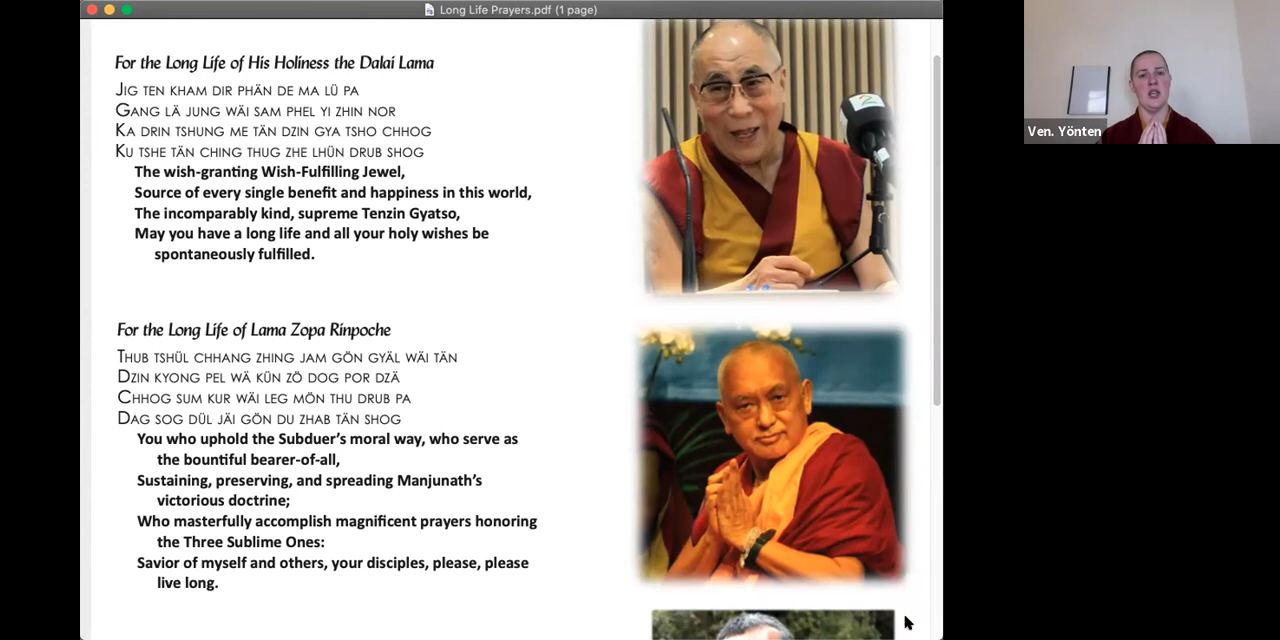 Long Life Prayers.pdf (1 page)
For the Long Life of His Holiness the Dalai Lama
JIG TEN KHAM DIR PHÄN DE MA LÜ PA
GANG LÄ JUNG WÄI SAM PHEL YI ZHIN NOR
KA DRIN TSHUNG ME TÄN DZIN GYA TSHO CHHOG
KU TSHE TÄN CHING THUG ZHE LHÜN DRUB SHOG
The wish-granting Wish-Fulfilling Jewel,
Source of every single benefit and happiness in this world,
The incomparably kind, supreme Tenzin Gyatso,
May you have a long life and all your holy wishes be
spontaneously fulfilled.
For the Long Life of Lama Zopa Rinpoche
THUB TSHÜL CHHANG ZHING JAM GÖN GYÄL WÄI TÄN
DZIN KYONG PEL WÄ KÜN ZÖ DOG POR DZÄ
CHHOG SUM KUR WÄI LEG MÖN THU DRUB PA
DAG SOG DÜL JÄI GÖN DU ZHAB TÄN SHOG
You who uphold the Subduer's moral way, who serve as
the bountiful bearer-of-all,
Sustaining, preserving, and spreading Manjunath's
victorious doctrine;
Who masterfully accomplish magnificent prayers honoring
the Three Sublime Ones:
Savior of myself and others, your disciples, please, please
live long.
Ven. Yönten